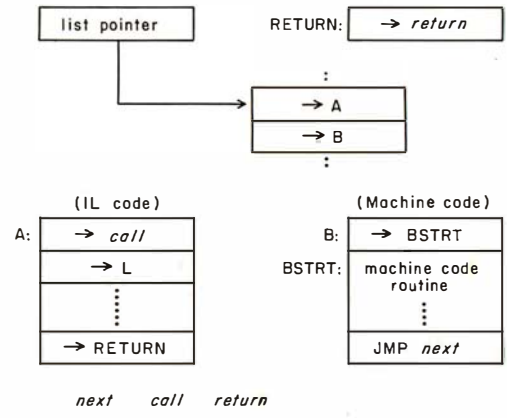 list pointer
RETURN: → return
→ A
→ B
(IL code)
A: → call
→ L
→ RETURN
(Machine code)
B: → BSTRT
BSTRT: machine code
routine
JMP next
next call return